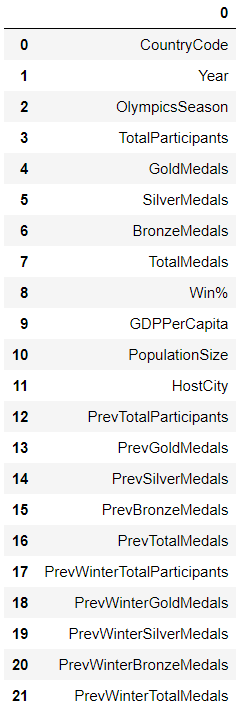 0
0 CountryCode
1 Year
2 OlympicsSeason
3 TotalParticipants
4 GoldMedals
5 SilverMedals
6 BronzeMedals
7 TotalMedals
8 Win%
9 GDPPerCapita
10 PopulationSize
11 HostCity
12 PrevTotalParticipants
13 PrevGoldMedals
14 PrevSilverMedals
15 PrevBronzeMedals
16 PrevTotalMedals
17 PrevWinterTotalParticipants
18 PrevWinterGoldMedals
19 PrevWinterSilverMedals
20 PrevWinterBronzeMedals
21 PrevWinterTotalMedals